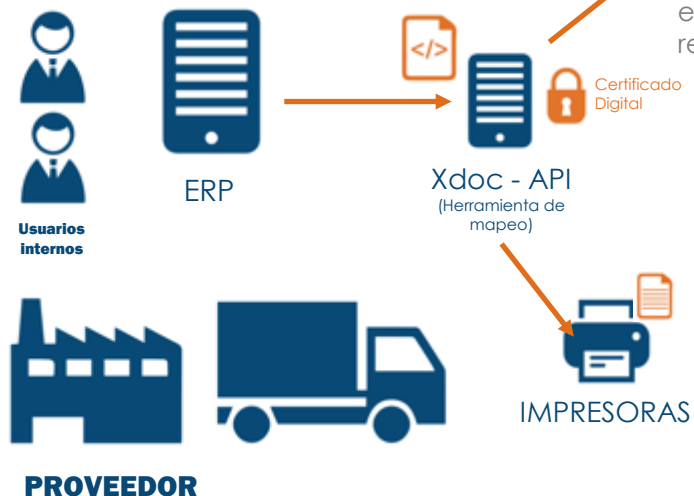 </>
Certificado
Digital
ERP
Xdoc - API
(Herramienta de
mapeo)
Usuarios
internos
IMPRESORAS
PROVEEDOR